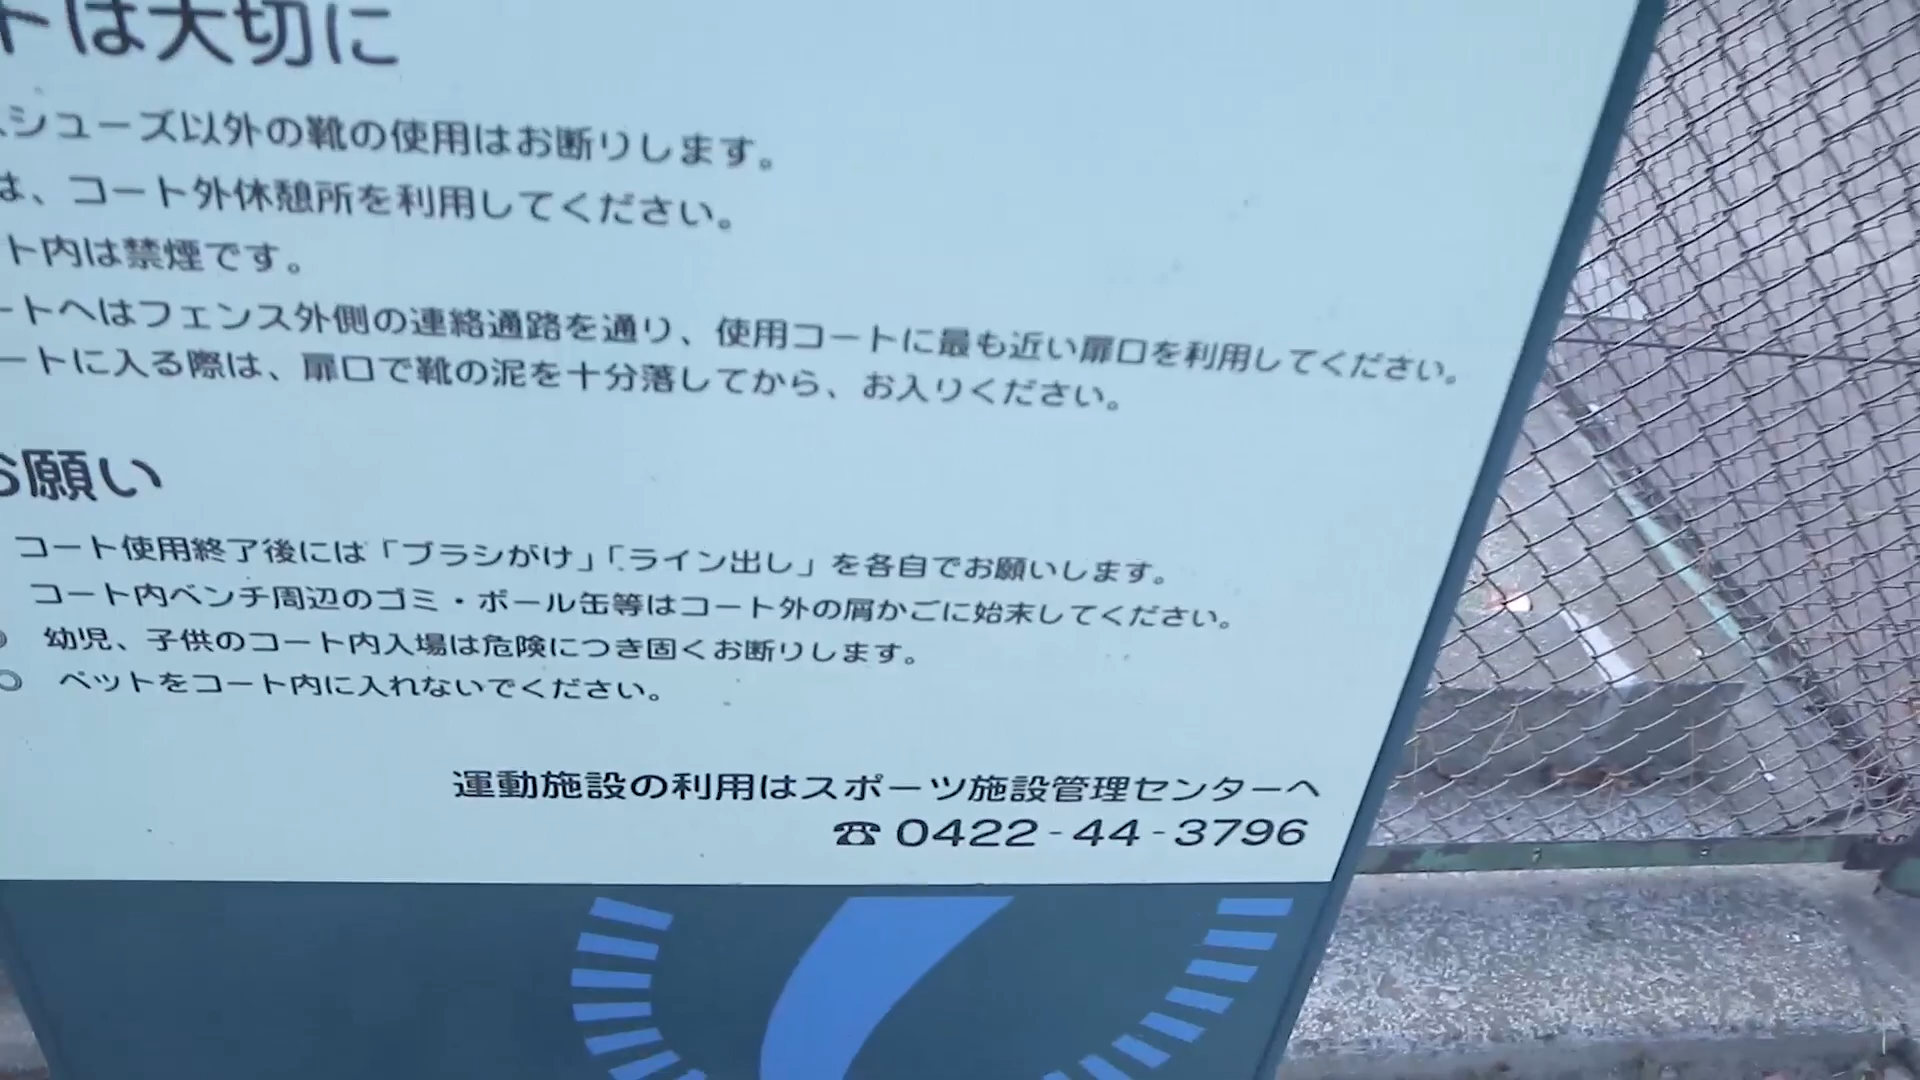 トは大切に
シューズ以外の靴の使用はお断りします。
は、コート外休憩所を利用してください。
ト内は禁煙です。
ートへはフェンス外側の連絡通路を通り、使用コートに最も近い扉口を利用してください。
ートに入る際は、扉口で靴の泥を十分落してから、お入りください。
お願い
コート使用終了後には「ブラシがけ」「ライン出し」を各自でお願いします。
コート内ベンチ周辺のゴミ・ボール缶等はコート外の屑かごに始末してください。
○ 幼児、子供のコート内入場は危険につき固くお断りします。
○ ペットをコート内に入れないでください。
運動施設の利用はスポーツ施設管理センターへ
☎ 0422-44-3796